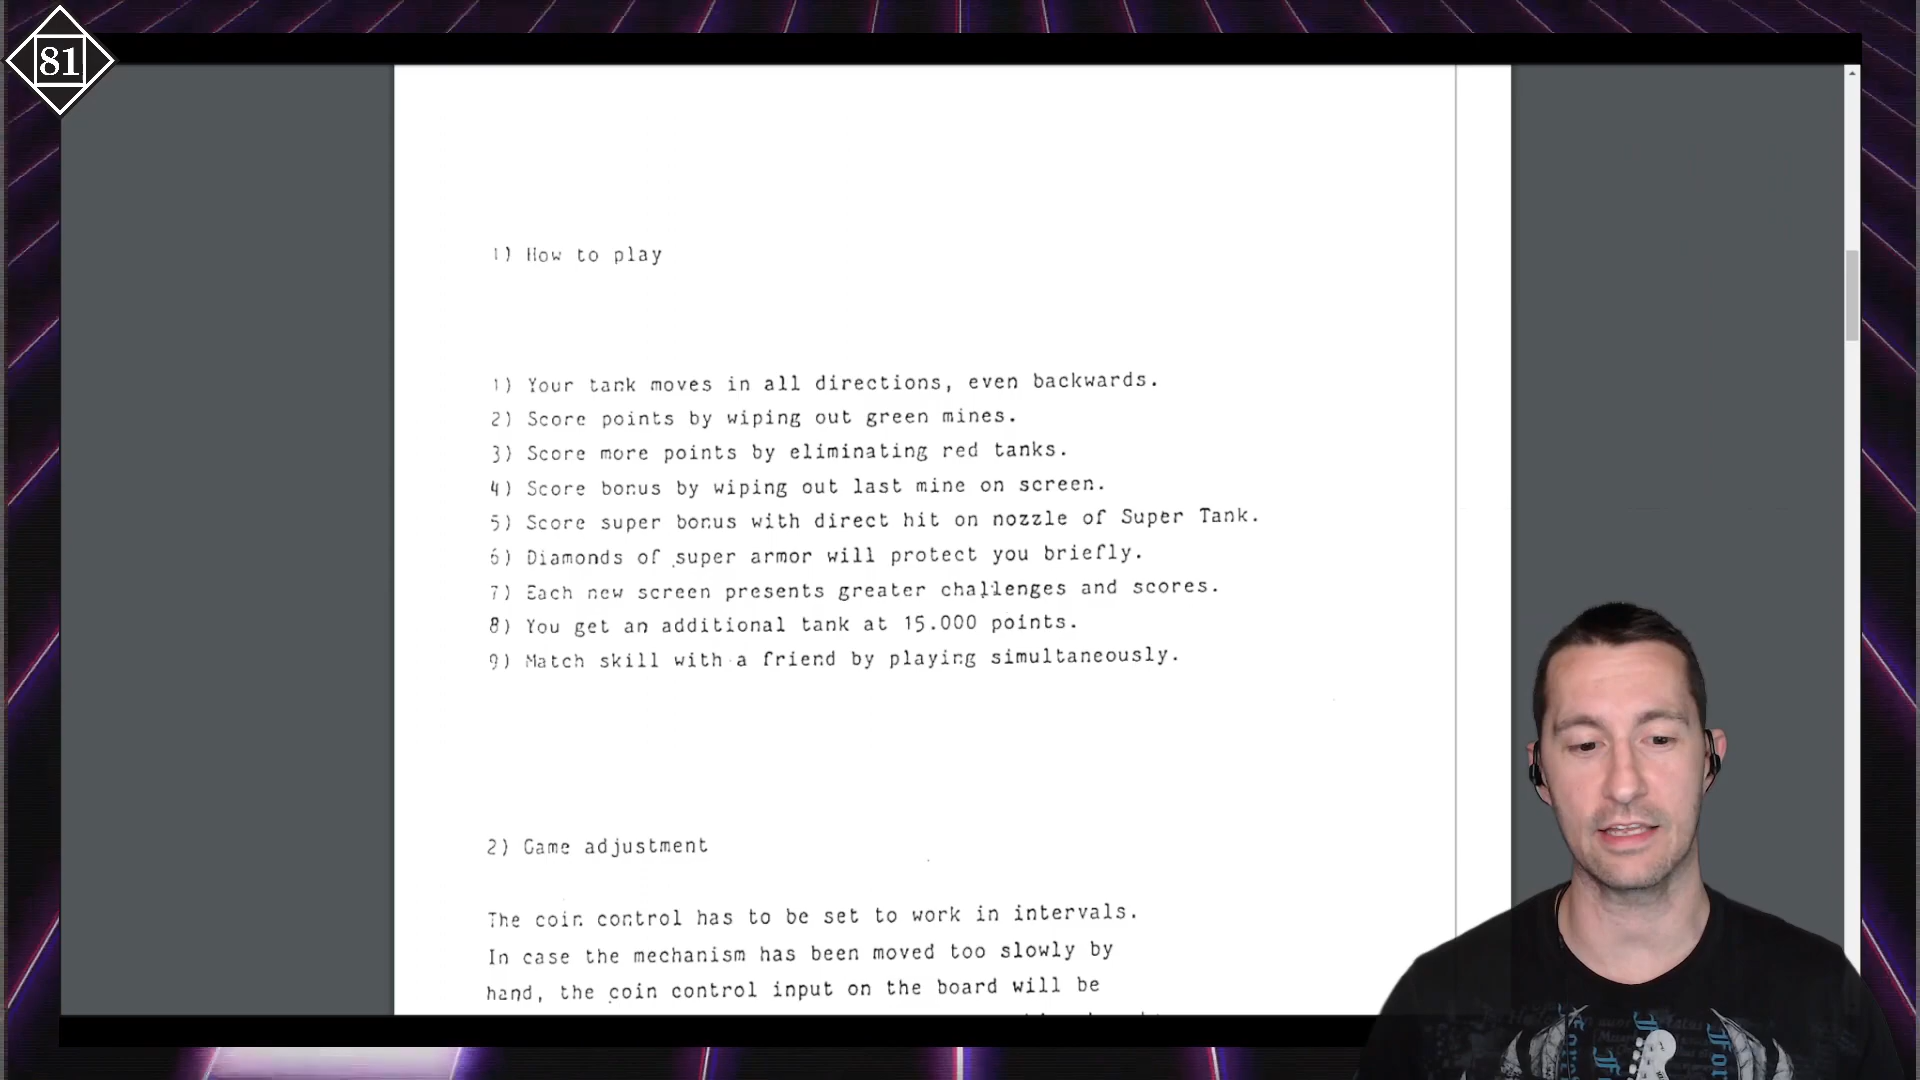 81
1) How to play
1) Your tank moves in all directions, even backwards.
2) Score points by wiping out green mines.
3) Score more points by eliminating red tanks.
4) Score bonus by wiping out last mine on screen.
5) Score super bonus with direct hit on nozzle of Super Tank.
6) Diamonds of super armor will protect you briefly.
7) Each new screen presents greater challenges and scores.
8) You get an additional tank at 15.000 points.
9) Match skill with a friend by playing simultaneously.
2) Game adjustment
The coin control has to be set to work in intervals.
In case the mechanism has been moved too slowly by
hand, the coin control input on the board will be